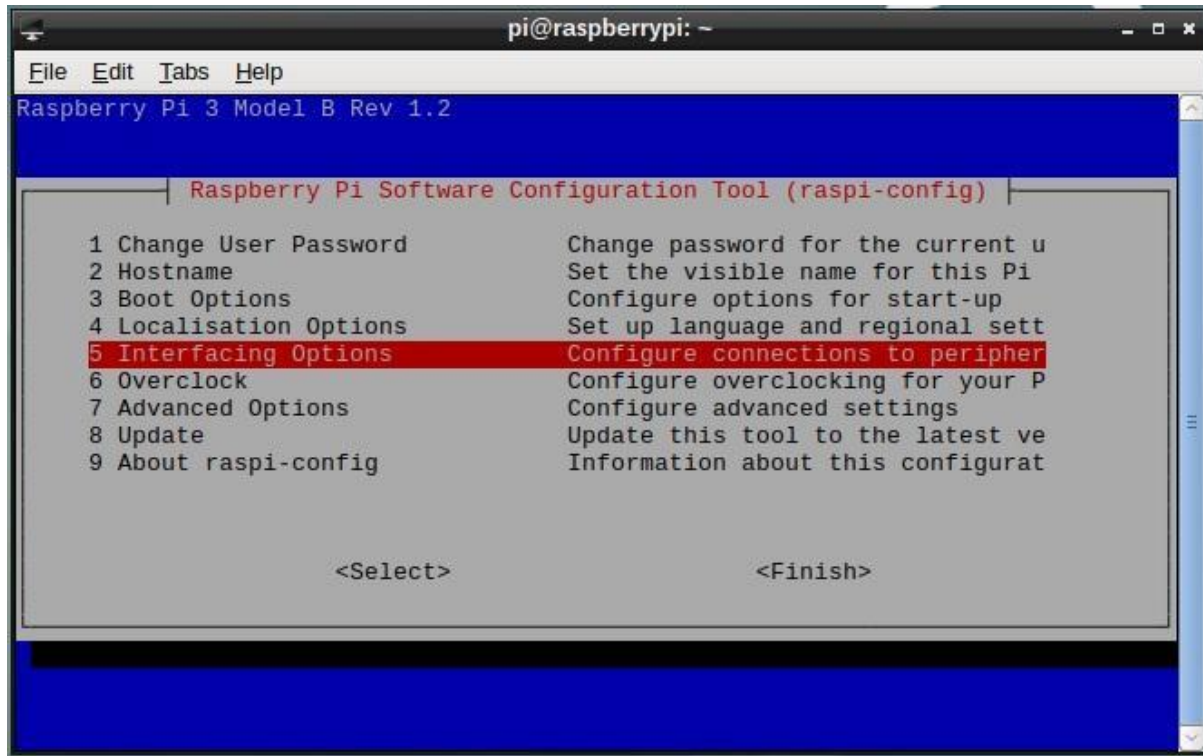 pi@raspberrypi: ~
File Edit Tabs Help
Raspberry Pi 3 Model B Rev 1.2
Raspberry Pi Software Configuration Tool (raspi-config)
1 Change User Password Change password for the current u
2 Hostname Set the visible name for this Pi
3 Boot Options Configure options for start-up
4 Localisation Options Set up language and regional sett
5 Interfacing Options Configure connections to peripher
6 Overclock Configure overclocking for your P
7 Advanced Options Configure advanced settings
8 Update Update this tool to the latest ve
9 About raspi-config Information about this configurat
<Select> <Finish>